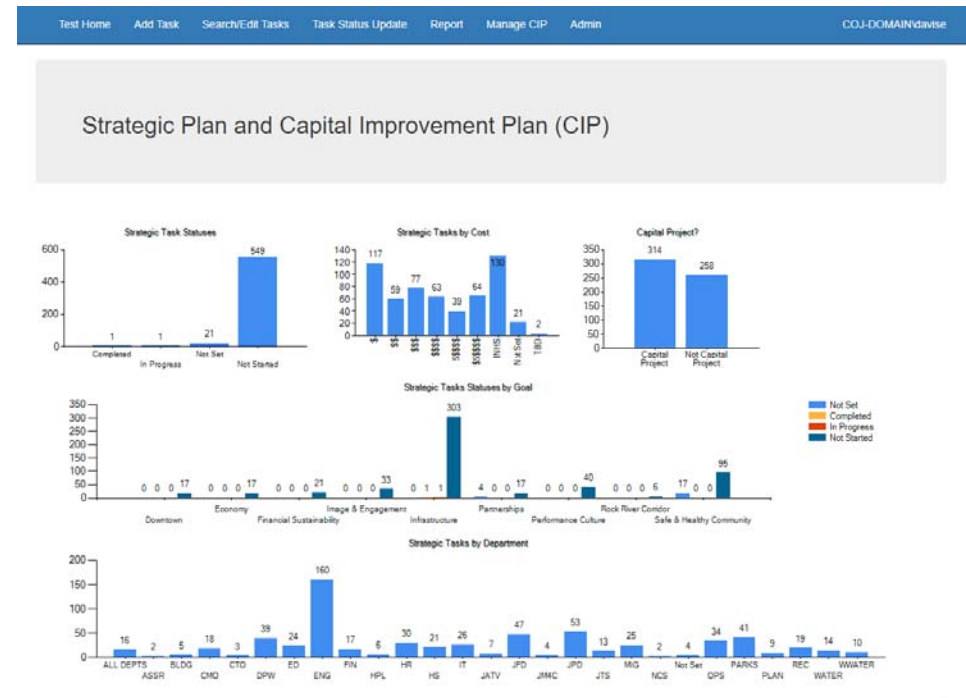 Test Home Add Task Search/Edit Tasks Task Status Update Report Manage CIP Admin COJ-DOMAIN\davise
Strategic Plan and Capital Improvement Plan (CIP)
Strategic Task Statuses
600
400
200
0
1 1 21 549
Completed In Progress Not Set Not Started
Strategic Tasks by Cost
140
120
100
80
60
40
20
0
117 59 77 63 39 64 130 21 2
$ $$ $$$ $$$$ $$$$$ $$$$$$ INHS Not Set TBD
Capital Project?
350
300
250
200
150
100
50
0
314 258
Capital Project Not Capital Project
Strategic Tasks Statuses by Goal
350
300
250
200
150
100
50
0
0 0 0 17 0 0 0 17 0 0 0 21 0 0 0 33 0 1 1 303 4 0 0 17 0 0 0 40 0 0 0 6 17 0 0 95
Downtown Economy Financial Sustainability Image & Engagement Infrastructure Partnerships Performance Culture Rock River Corridor Safe & Healthy Community
Not Set
Completed
In Progress
Not Started
Strategic Tasks by Department
200
150
100
50
0
16 2 5 18 3 39 24 160 17 6 30 21 26 7 47 4 53 13 25 2 4 34 41 9 19 14 10
ALL DEPTS BLDG CTO ED FIN HR IT JFD JPD MIG Not Set PARKS REC WWATER
ASSR CMO DPW ENG HPL HS JATV JM4C JTS NCS OPS PLAN WATER